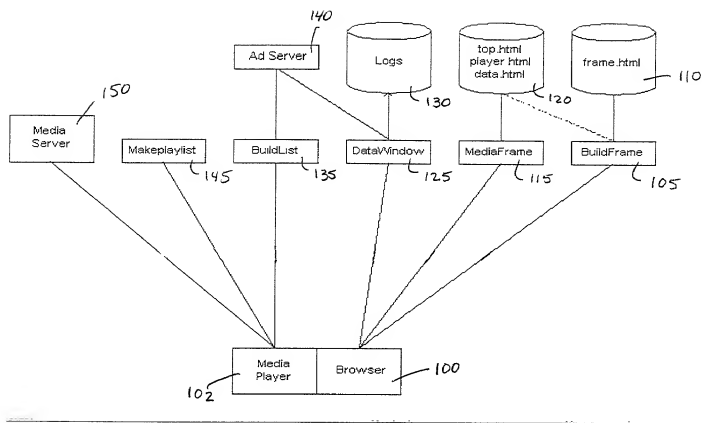 140
Ad Server
Logs
top.html
player.html
data.html
frame.html
110
150
130
120
Media
Server
Makeplaylist
BuildList
DataWindow
MediaFrame
BuildFrame
145
135
125
115
105
Media
Player
Browser
100
102